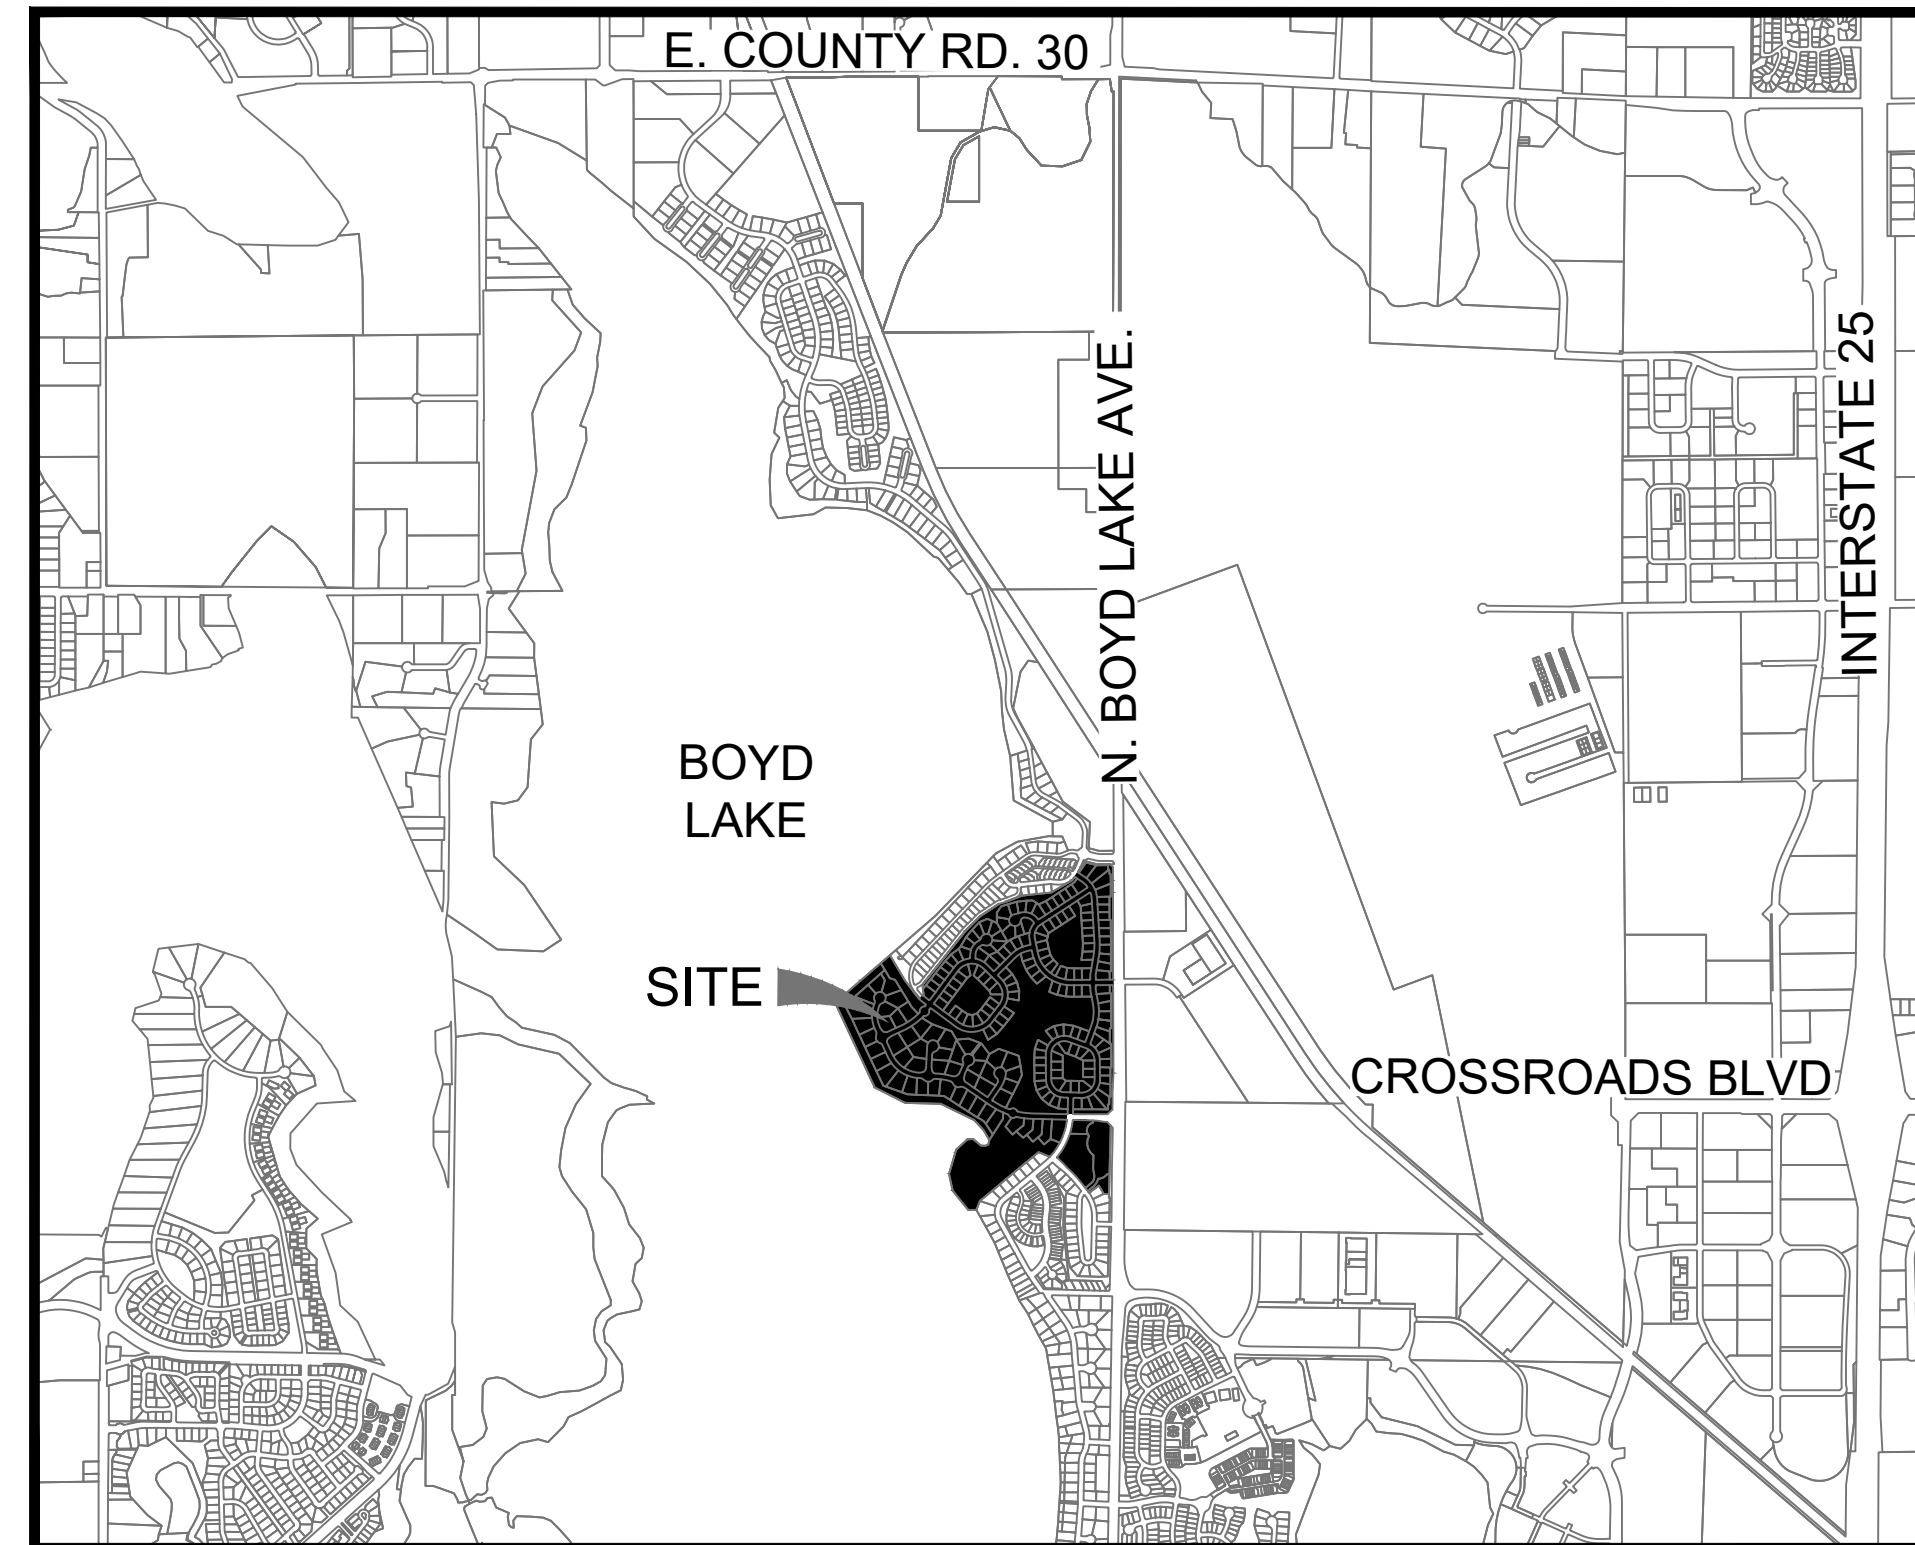 E. COUNTY RD. 30
N. BOYD LAKE AVE.
INTERSTATE 25
BOYD
LAKE
SITE
CROSSROADS BLVD